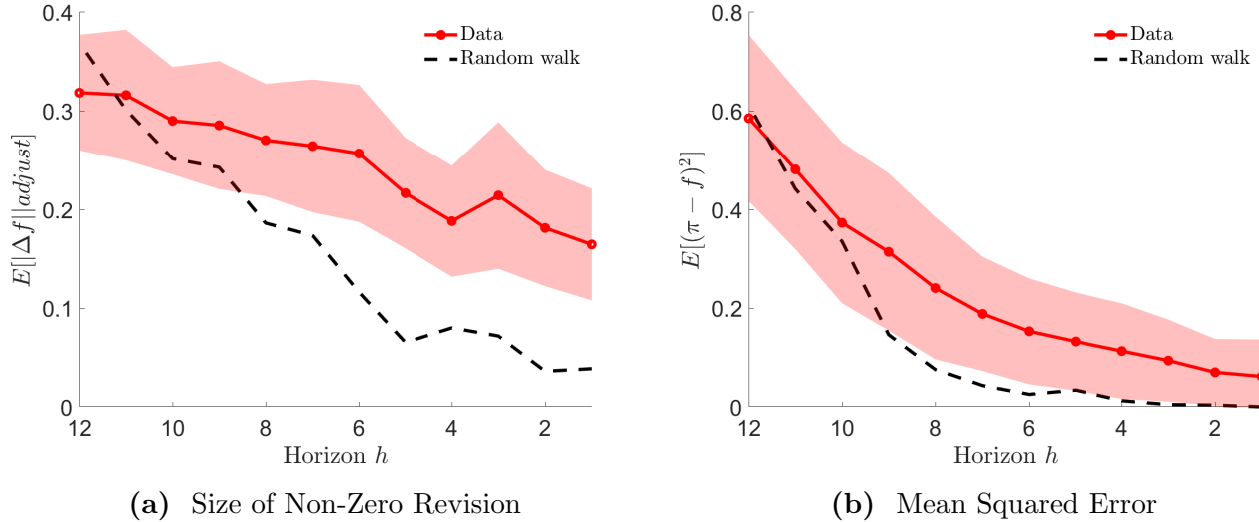 0.4
0.3
0.2
0.1
0
12
10
8
6
4
2
E[|Δf||adjust]
Horizon h
Data
Random walk
(a) Size of Non-Zero Revision
0.8
0.6
0.4
0.2
0
12
10
8
6
4
2
E[(π − f)²]
Horizon h
Data
Random walk
(b) Mean Squared Error